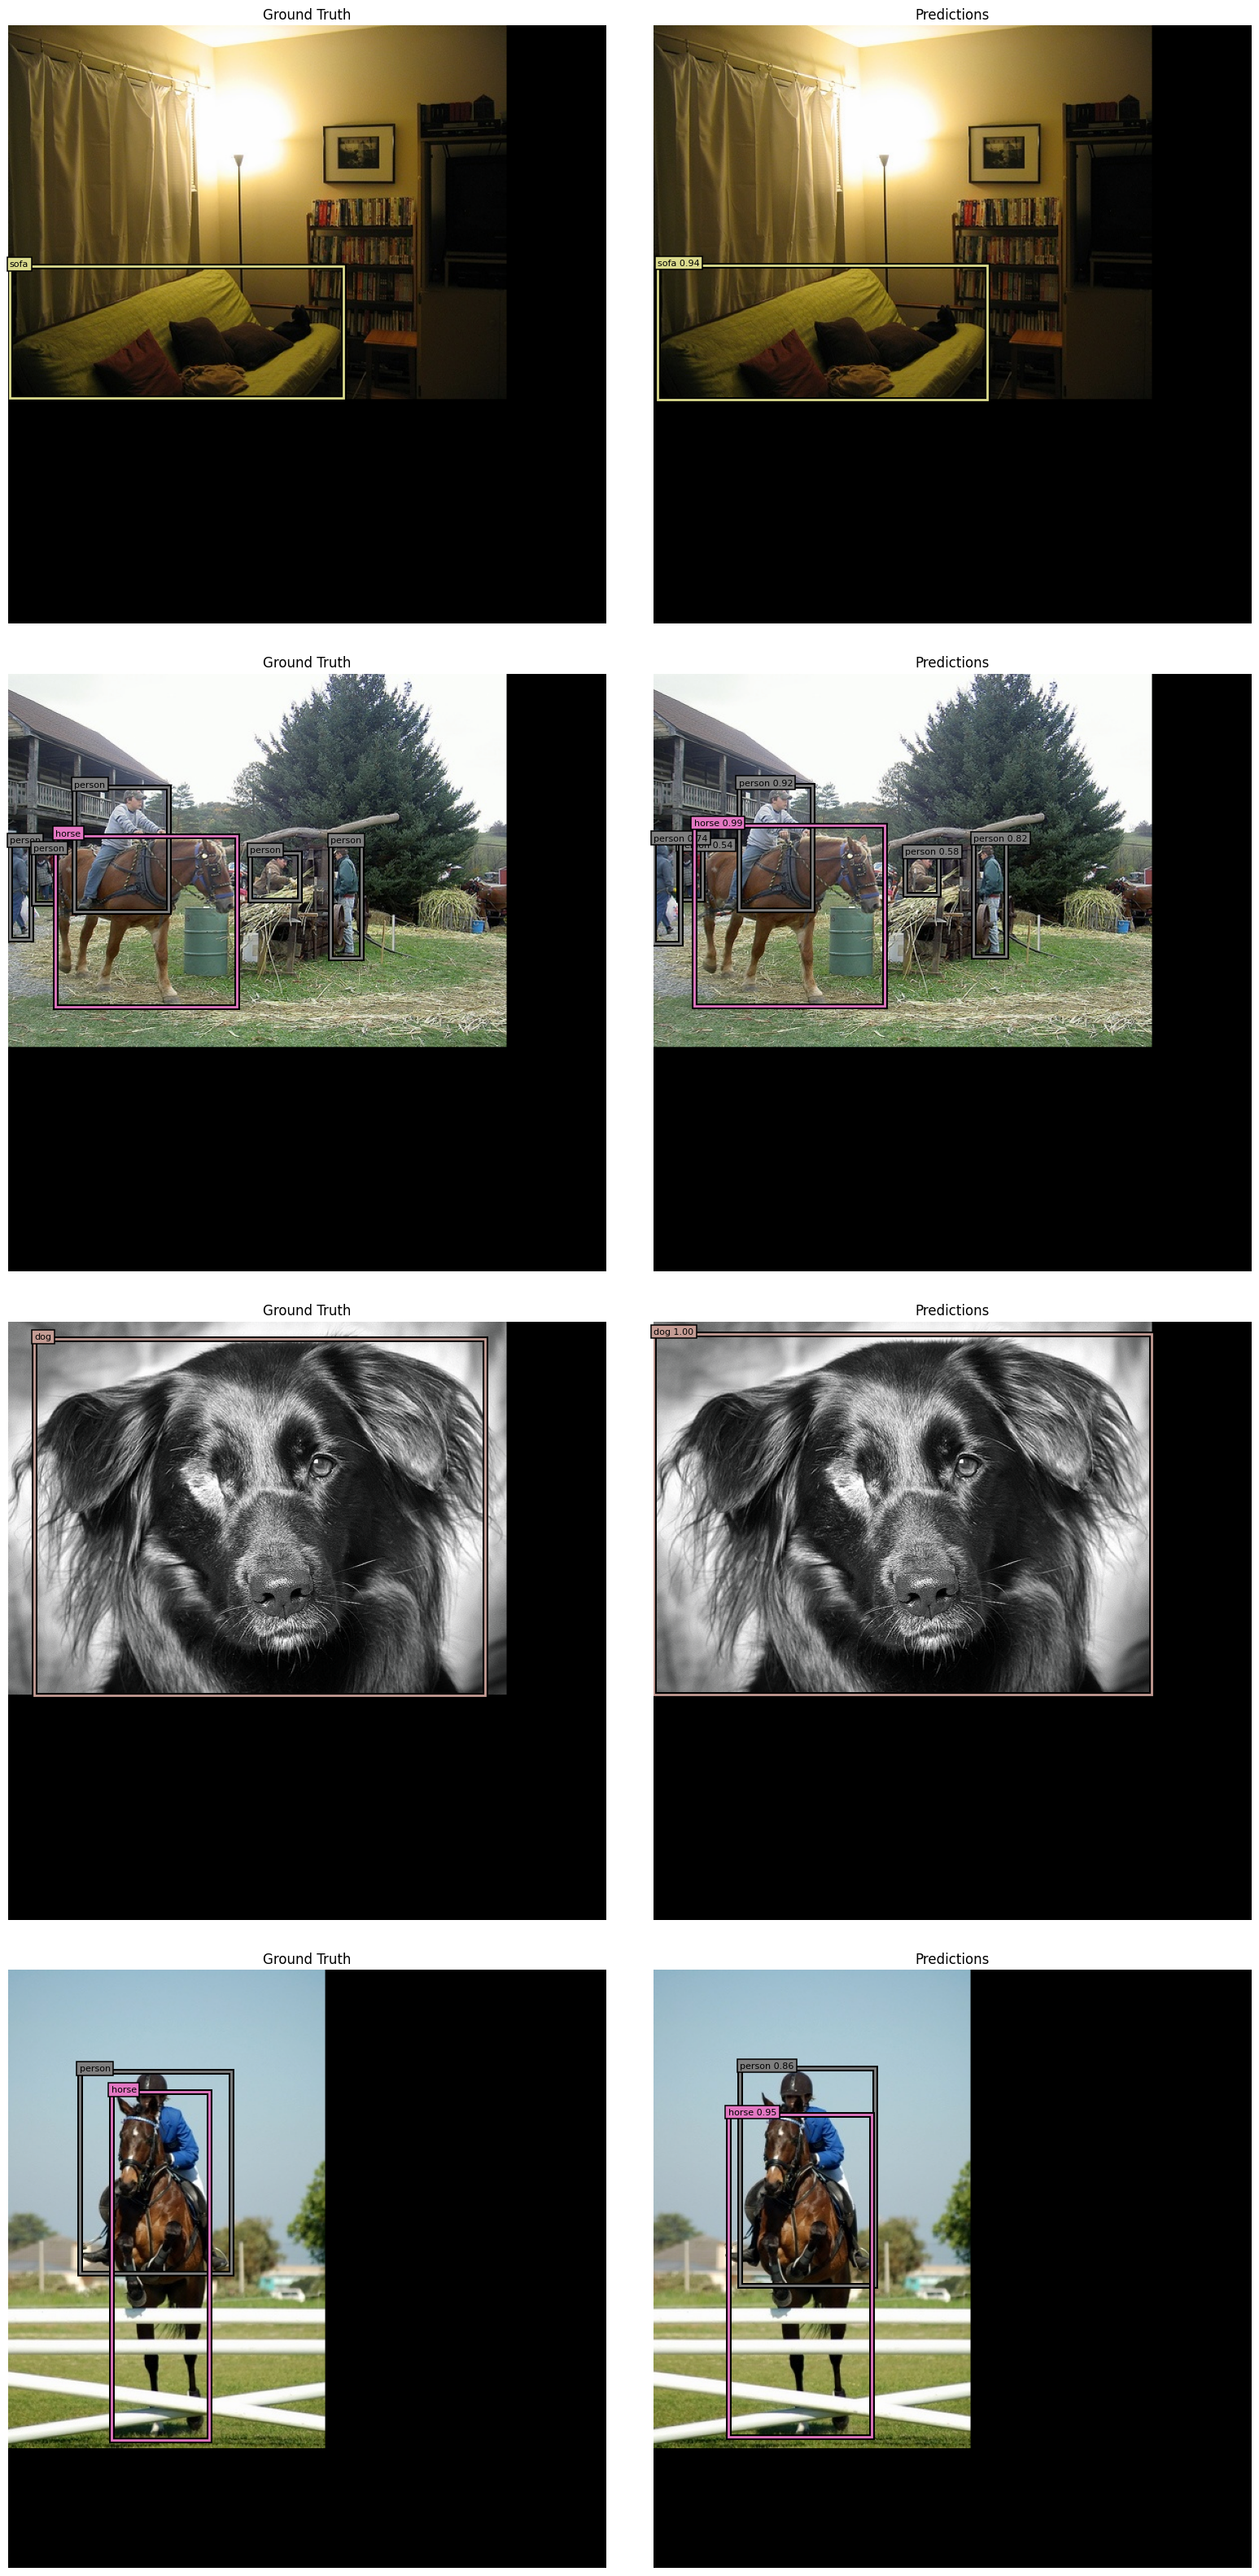 Ground Truth
Predictions
sofa
sofa 0.94
Ground Truth
Predictions
person
horse
person
person
person
person
person 0.92
horse 0.99
person 0.74
0.54
person 0.58
person 0.82
Ground Truth
Predictions
dog
dog 1.00
Ground Truth
Predictions
person
horse
person 0.86
horse 0.95